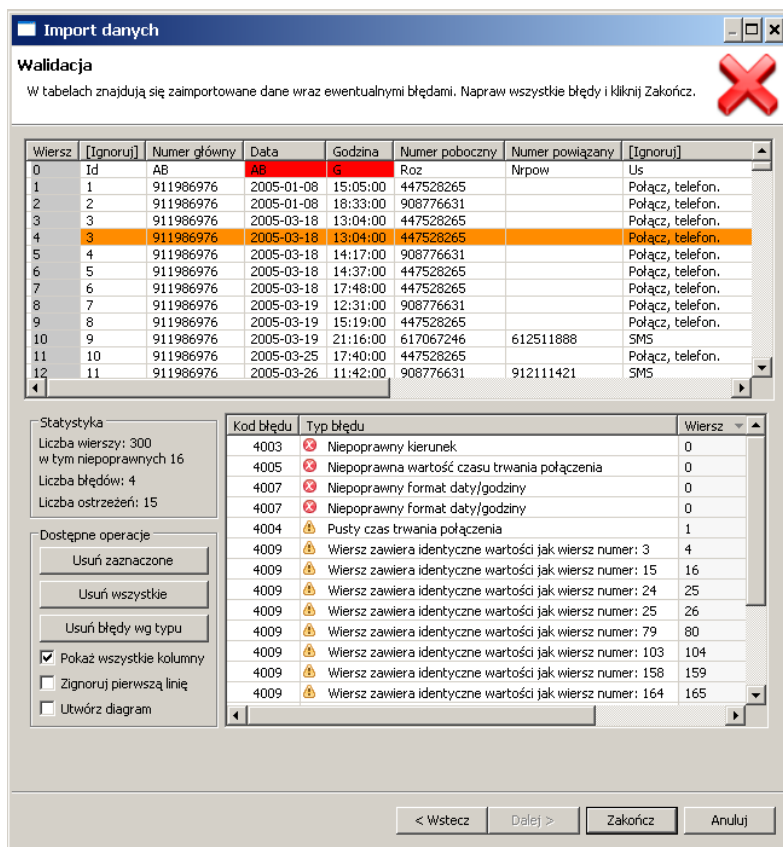 Import danych
Walidacja
W tabelach znajdują się zaimportowane dane wraz ewentualnymi błędami. Napraw wszystkie błędy i kliknij Zakończ.
Wiersz [Ignoruj] Numer główny Data Godzina Numer poboczny Numer powiązany [Ignoruj]
0 Id AB AB G Roz Nrpow Us
1 1 911986976 2005-01-08 15:05:00 447528265 Połącz, telefon.
2 2 911986976 2005-01-08 18:33:00 908776631 Połącz, telefon.
3 3 911986976 2005-03-18 13:04:00 447528265 Połącz, telefon.
4 3 911986976 2005-03-18 13:04:00 447528265 Połącz, telefon.
5 4 911986976 2005-03-18 14:17:00 908776631 Połącz, telefon.
6 5 911986976 2005-03-18 14:37:00 447528265 Połącz, telefon.
7 6 911986976 2005-03-18 17:48:00 447528265 Połącz, telefon.
8 7 911986976 2005-03-19 12:31:00 908776631 Połącz, telefon.
9 8 911986976 2005-03-19 15:19:00 447528265 Połącz, telefon.
10 9 911986976 2005-03-19 21:16:00 617067246 612511888 SMS
11 10 911986976 2005-03-25 17:40:00 447528265 Połącz, telefon.
12 11 911986976 2005-03-26 11:42:00 908776631 912111421 SMS
Statystyka
Liczba wierszy: 300
w tym niepoprawnych 16
Liczba błędów: 4
Liczba ostrzeżeń: 15
Dostępne operacje
Usuń zaznaczone
Usuń wszystkie
Usuń błędy wg typu
Pokaż wszystkie kolumny
Zignoruj pierwszą linię
Utwórz diagram
Kod błędu Typ błędu Wiersz
4003 Niepoprawny kierunek 0
4005 Niepoprawna wartość czasu trwania połączenia 0
4007 Niepoprawny format daty/godziny 0
4007 Niepoprawny format daty/godziny 0
4004 Pusty czas trwania połączenia 1
4009 Wiersz zawiera identyczne wartości jak wiersz numer: 3 4
4009 Wiersz zawiera identyczne wartości jak wiersz numer: 15 16
4009 Wiersz zawiera identyczne wartości jak wiersz numer: 24 25
4009 Wiersz zawiera identyczne wartości jak wiersz numer: 25 26
4009 Wiersz zawiera identyczne wartości jak wiersz numer: 79 80
4009 Wiersz zawiera identyczne wartości jak wiersz numer: 103 104
4009 Wiersz zawiera identyczne wartości jak wiersz numer: 158 159
4009 Wiersz zawiera identyczne wartości jak wiersz numer: 164 165
< Wstecz Dalej > Zakończ Anuluj